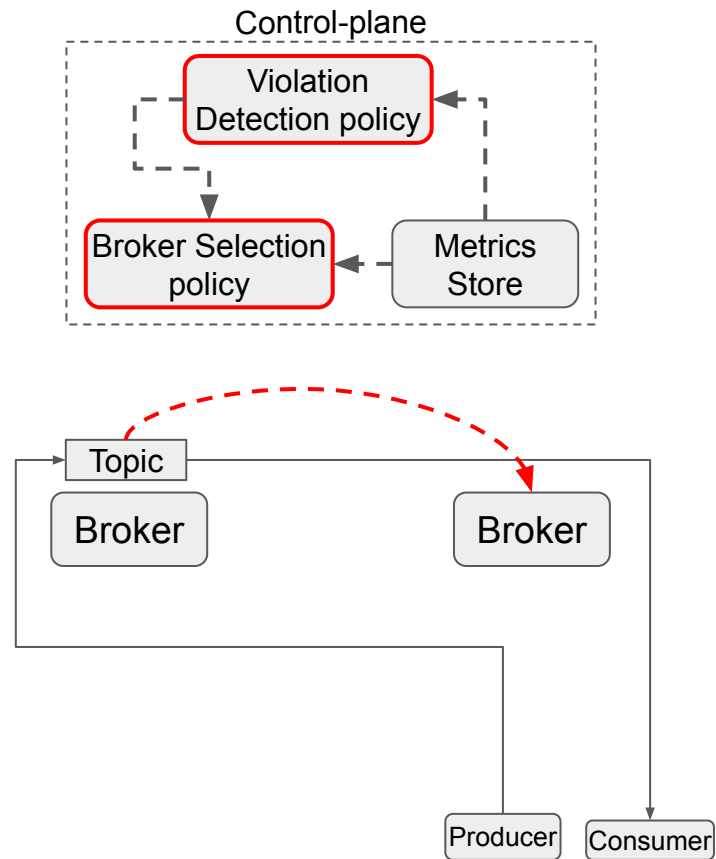 Control-plane
Violation
Detection policy
Broker Selection
policy
Metrics
Store
Topic
Broker
Broker
Producer
Consumer